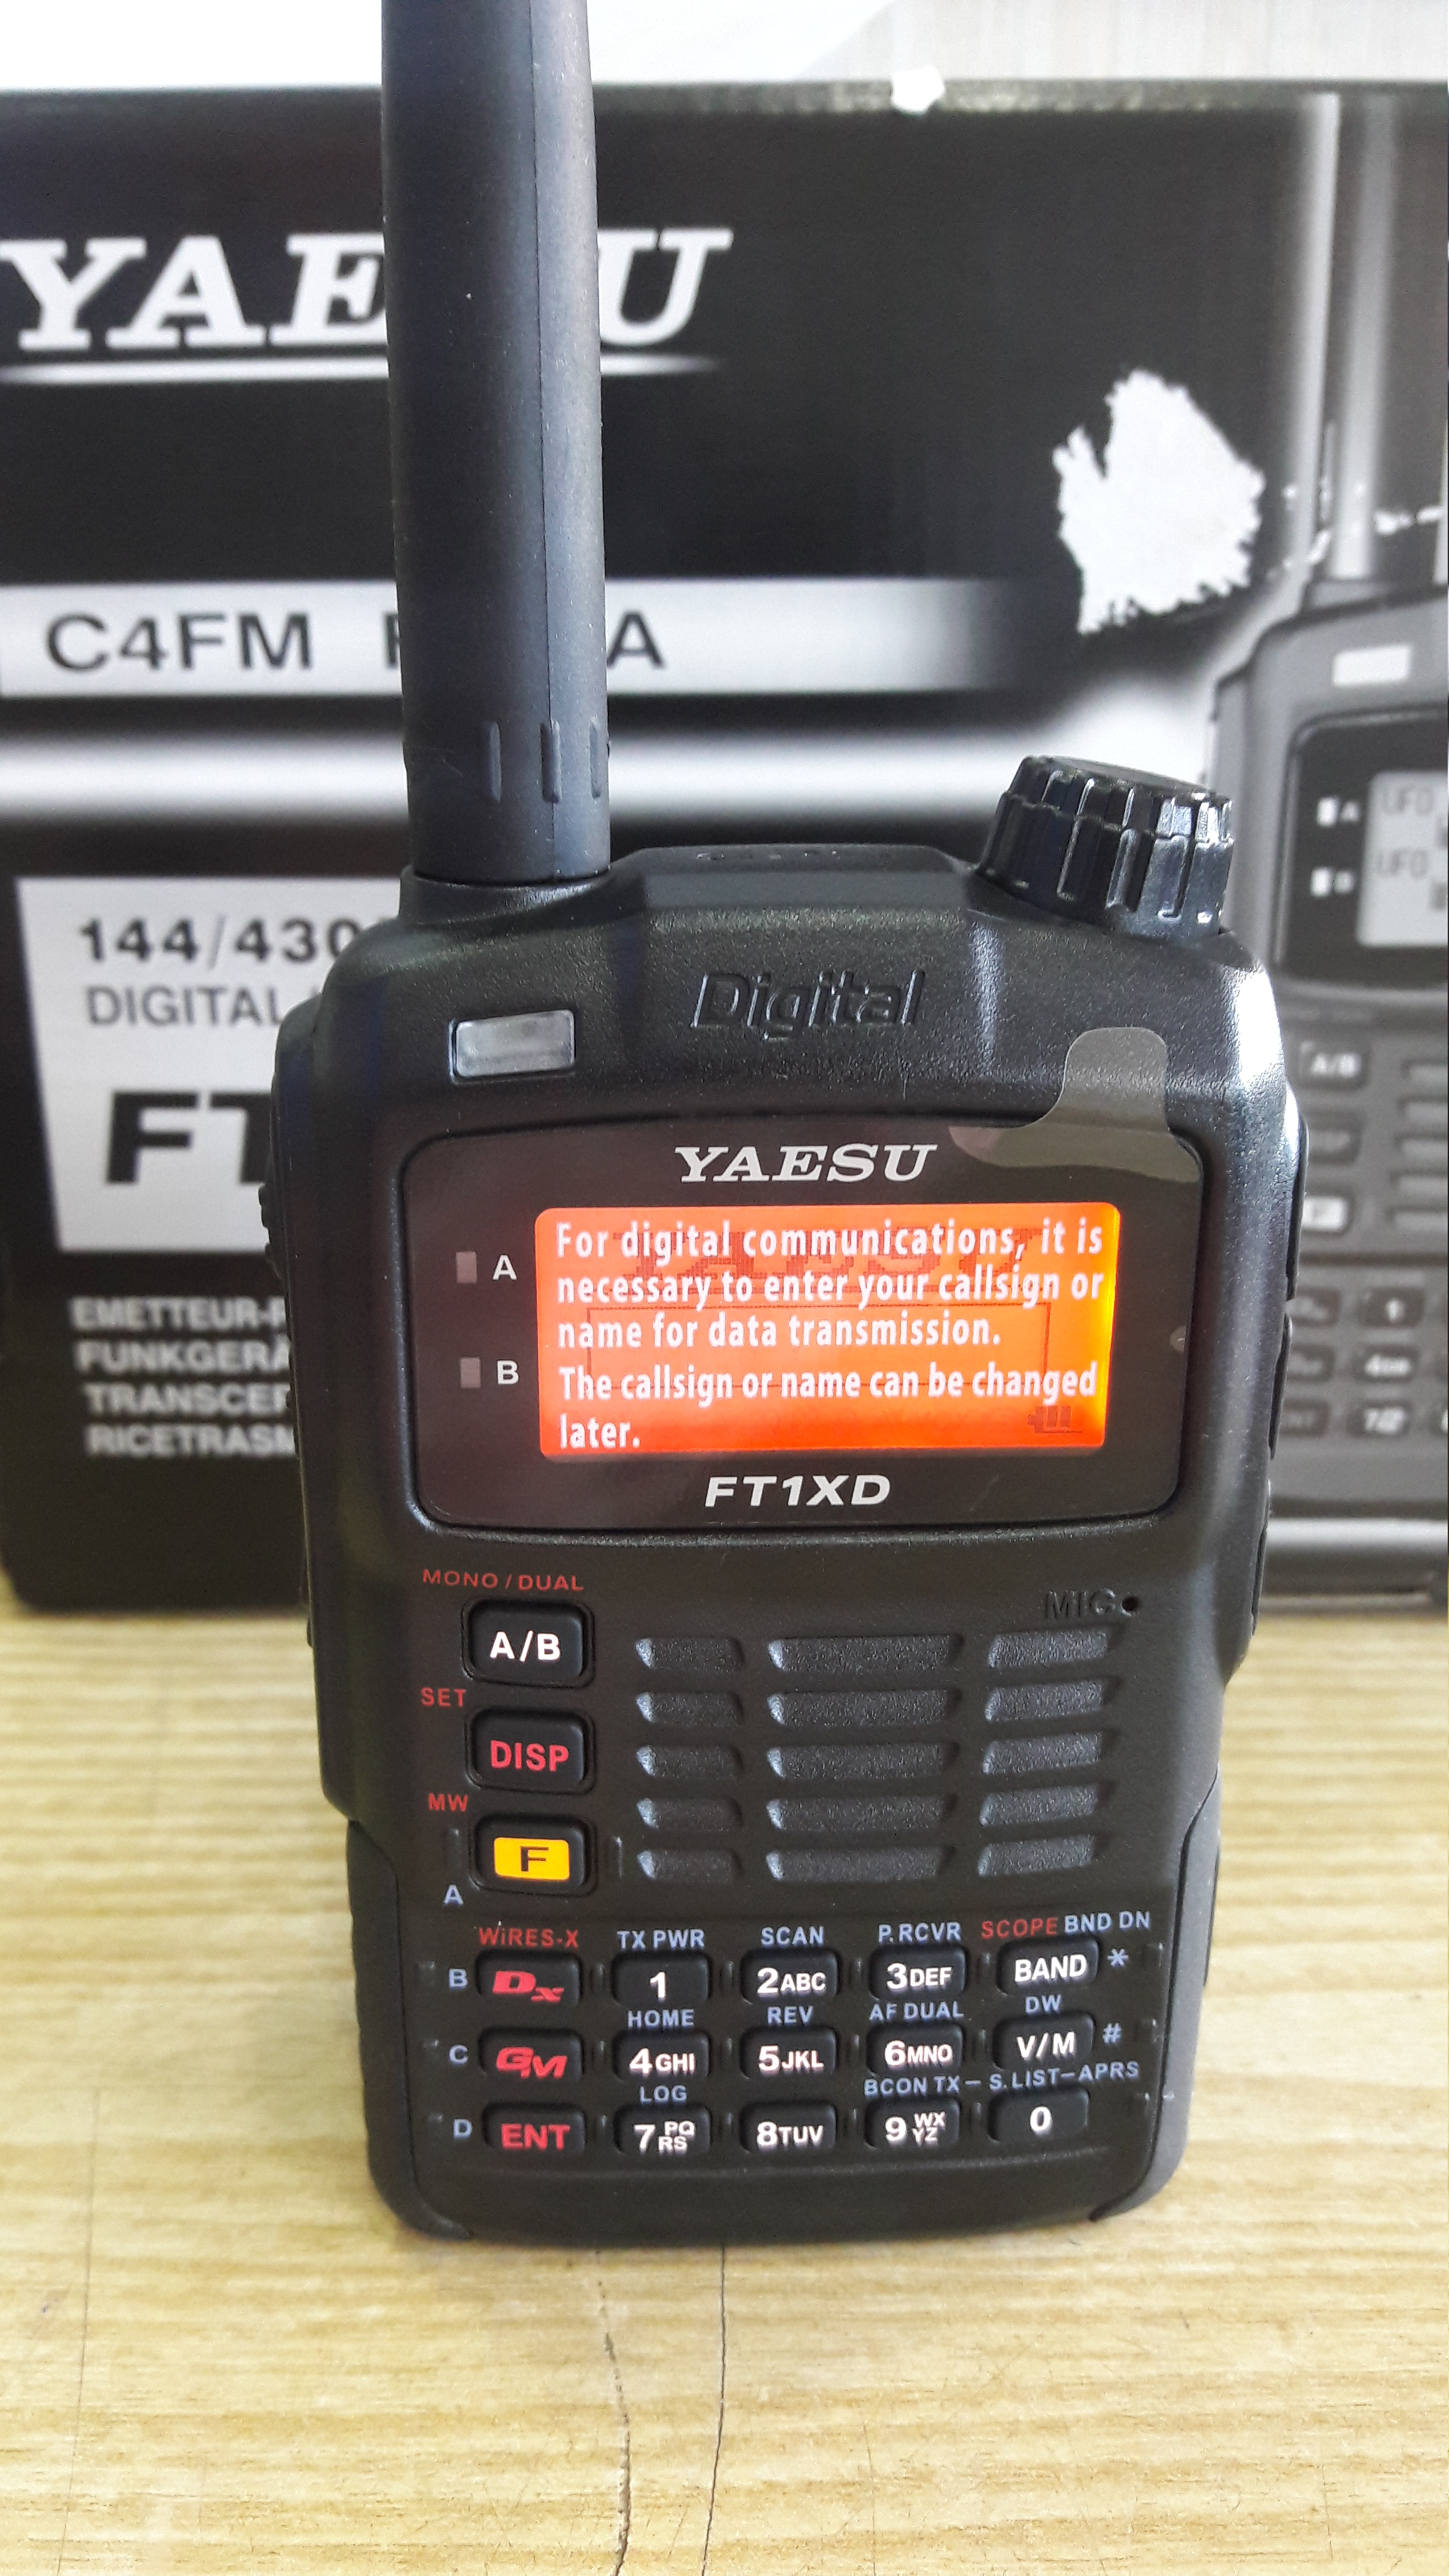 YAE U
C4FM A
144/430
DIGITAL
FT
EMETTEUR-
FUNKGERÄ
TRANSCE
RICETRASM
A
B
A/B
Digital
YAESU
A
B
For digital communications, it is
necessary to enter your callsign or
name for data transmission.
The callsign or name can be changed
later.
FT1XD
MONO / DUAL
MIC
A/B
SET
DISP
MW
F
A
WiRES-X TX PWR SCAN P.RCVR SCOPE BND DN
B Dx 1 2ABC 3DEF BAND *
HOME REV AF DUAL DW
C GM 4GHI 5JKL 6MNO V/M #
LOG BCON TX – S.LIST – APRS
D ENT 7PQRS 8TUV 9WXYZ 0